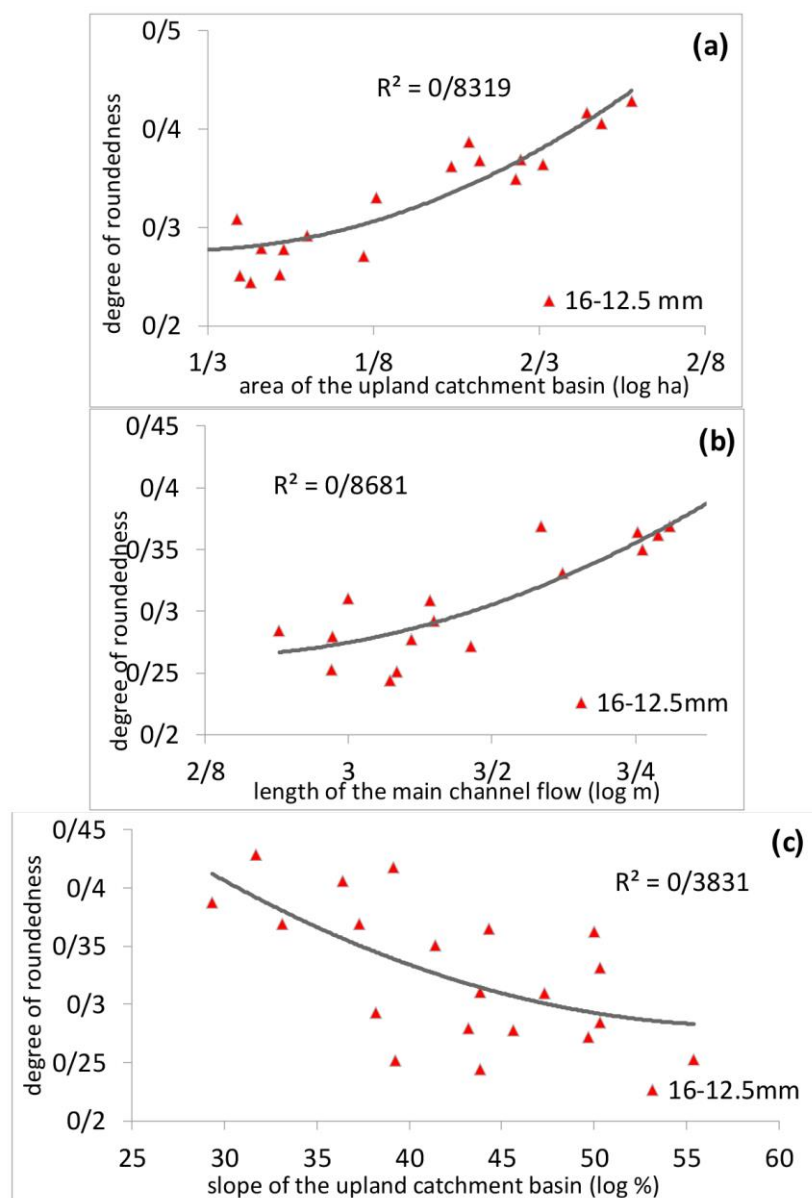 (a)
R² = 0/8319
degree of roundedness
0/5
0/4
0/3
0/2
16-12.5 mm
1/3 1/8 2/3 2/8
area of the upland catchment basin (log ha)
(b)
R² = 0/8681
degree of roundedness
0/45
0/4
0/35
0/3
0/25
0/2
16-12.5mm
2/8 3 3/2 3/4
length of the main channel flow (log m)
(c)
R² = 0/3831
degree of roundedness
0/45
0/4
0/35
0/3
0/25
0/2
16-12.5mm
25 30 35 40 45 50 55 60
slope of the upland catchment basin (log %)